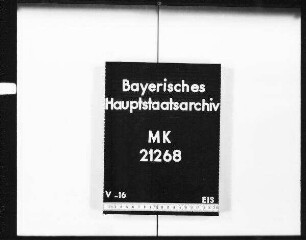 Bayerisches
Hauptstaatsarchiv
MK
21268
V -16 EIS